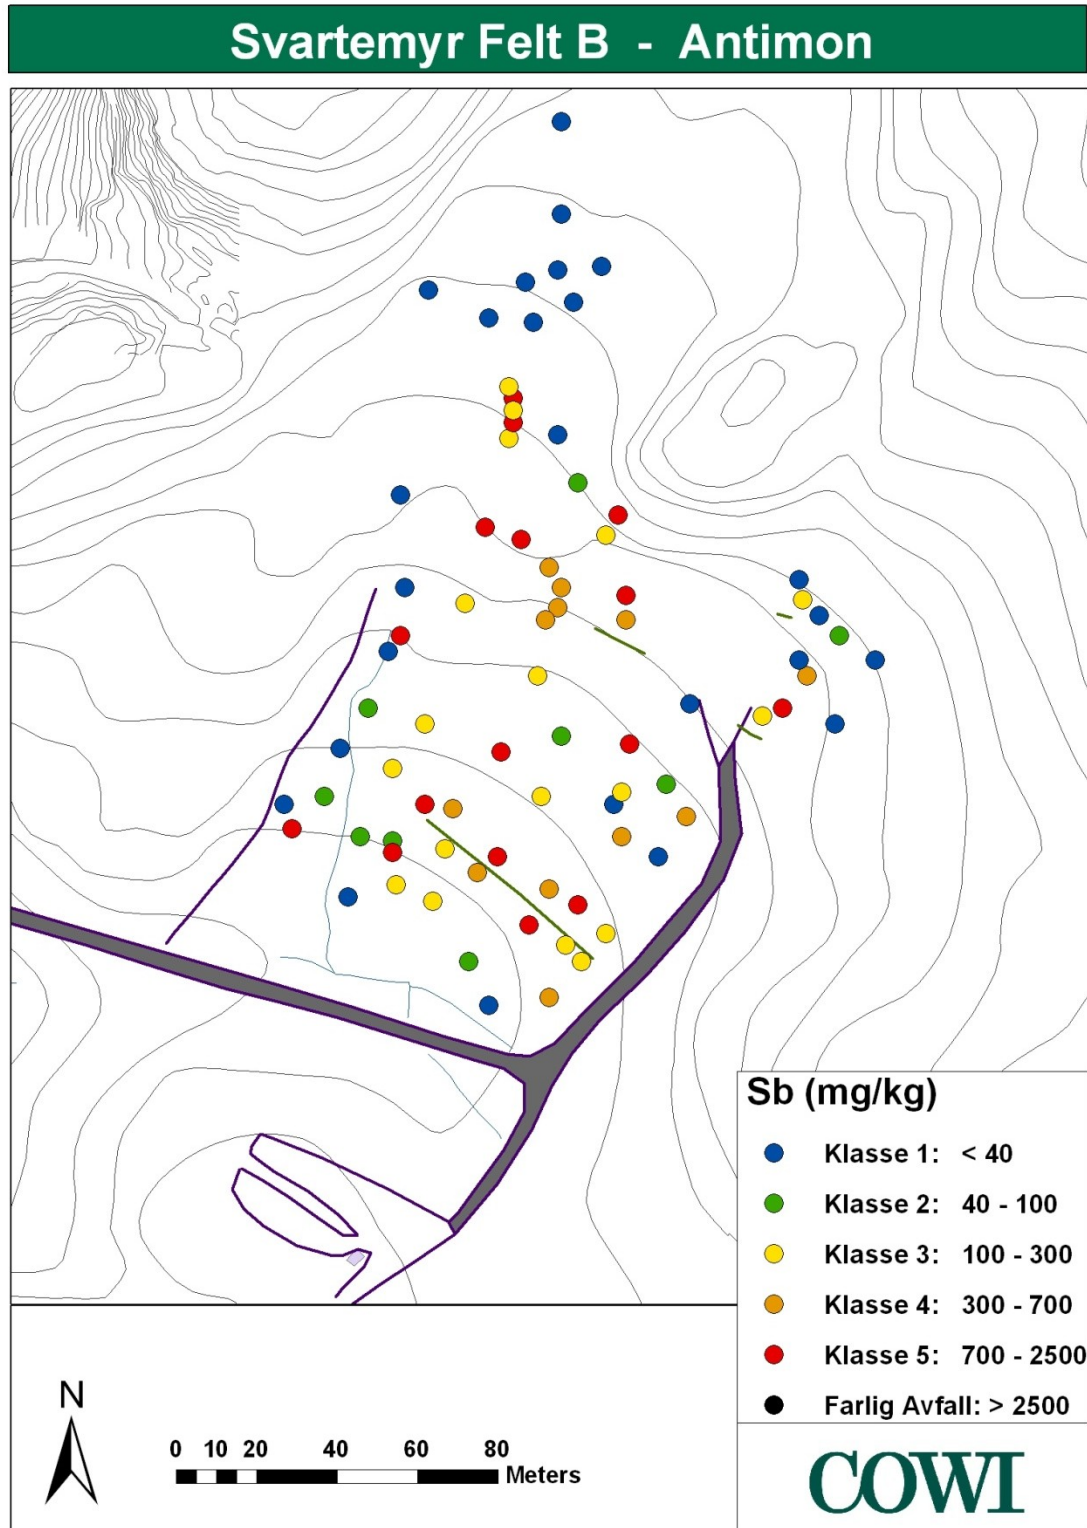 Svartemyr Felt B - Antimon
Sb (mg/kg)
Klasse 1: < 40
Klasse 2: 40 - 100
Klasse 3: 100 - 300
Klasse 4: 300 - 700
Klasse 5: 700 - 2500
Farlig Avfall: > 2500
N
0 10 20 40 60 80
Meters
COWI